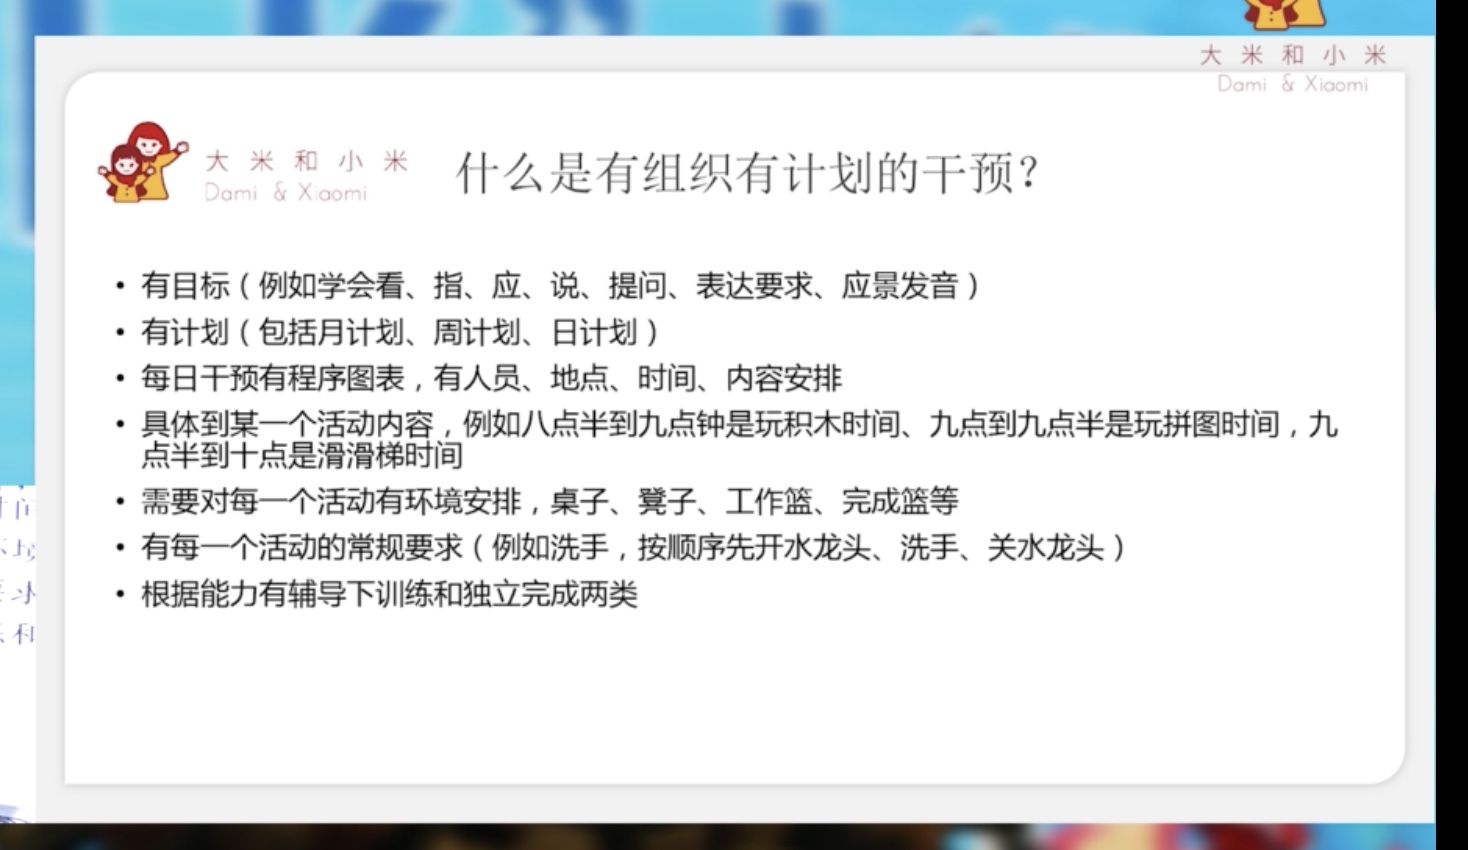 大米和小米
Dami & Xiaomi
大米和小米
Dami & Xiaomi
什么是有组织有计划的干预？
• 有目标（例如学会看、指、应、说、提问、表达要求、应景发音）
• 有计划（包括月计划、周计划、日计划）
• 每日干预有程序图表，有人员、地点、时间、内容安排
• 具体到某一个活动内容，例如八点半到九点钟是玩积木时间、九点到九点半是玩拼图时间，九
点半到十点是滑滑梯时间
• 需要对每一个活动有环境安排，桌子、凳子、工作篮、完成篮等
• 有每一个活动的常规要求（例如洗手，按顺序先开水龙头、洗手、关水龙头）
• 根据能力有辅导下训练和独立完成两类